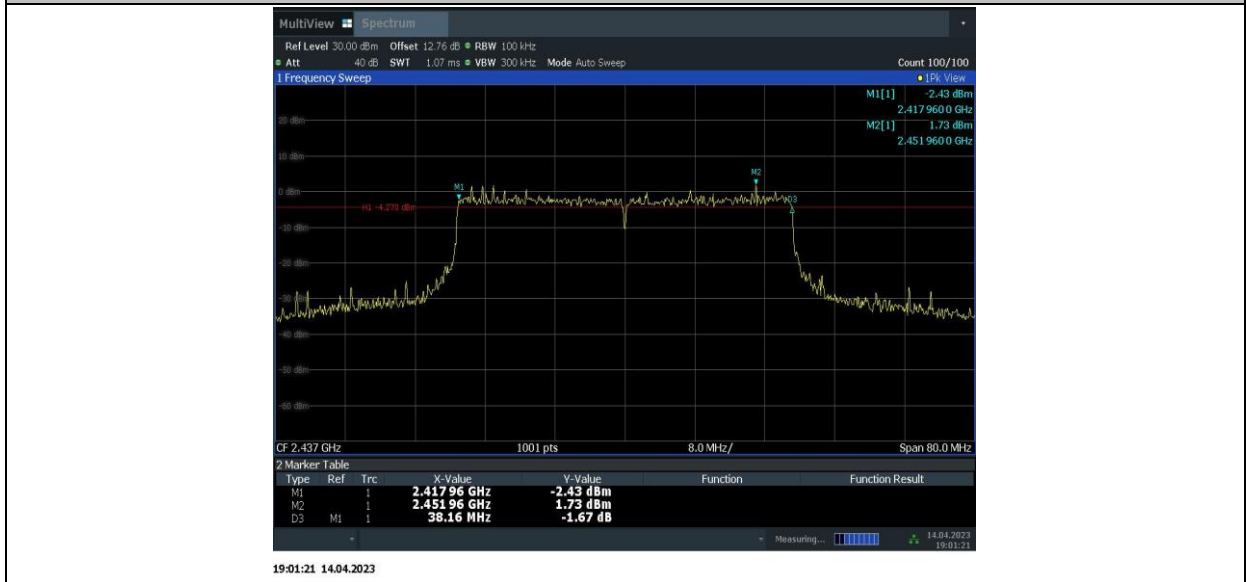 MultiView Spectrum
Ref Level 30.00 dBm Offset 12.76 dB RBW 100 kHz
Att 40 dB SWT 1.07 ms VBW 300 kHz Mode Auto Sweep Count 100/100
1 Frequency Sweep 1Pk View
M1[1] -2.43 dBm
2.417 960 0 GHz
20 dBm
M2[1] 1.73 dBm
2.451 960 0 GHz
10 dBm
M2
M1
0 dBm
D3
H1 -4.270 dBm
-10 dBm
-20 dBm
-30 dBm
-40 dBm
-50 dBm
-60 dBm
CF 2.437 GHz 1001 pts 8.0 MHz/ Span 80.0 MHz
2 Marker Table
Type Ref Trc X-Value Y-Value Function Function Result
M1 1 2.417 96 GHz -2.43 dBm
M2 1 2.451 96 GHz 1.73 dBm
D3 M1 1 38.16 MHz -1.67 dB
Measuring... 14.04.2023
19:01:21
19:01:21 14.04.2023